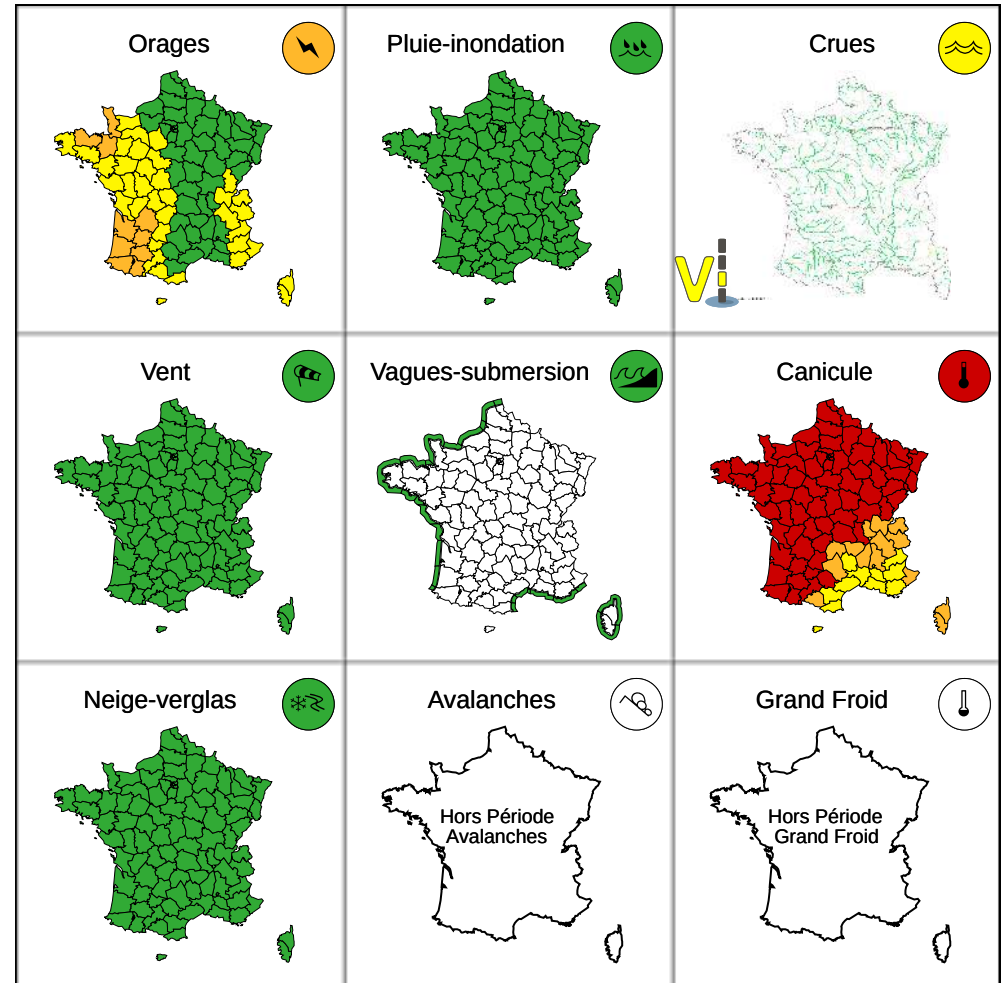 Orages
Pluie-inondation
Crues
Vi
Vent
Vagues-submersion
Canicule
Neige-verglas
Avalanches
Grand Froid
Hors Période
Avalanches
Hors Période
Grand Froid